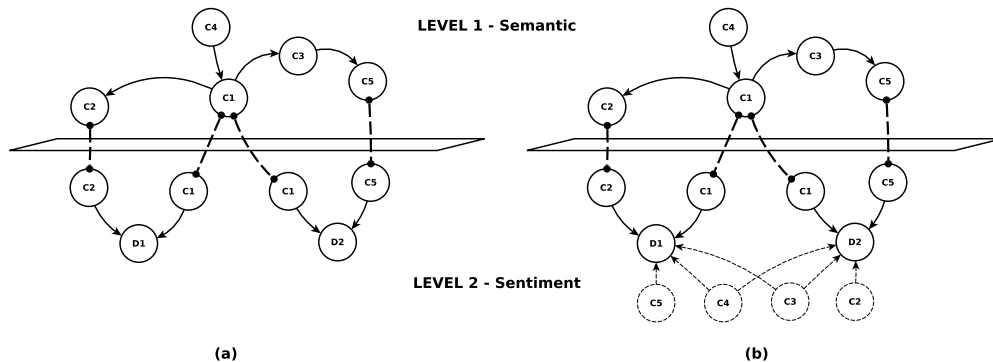 C4
LEVEL 1 - Semantic
C4
C3
C3
C5
C5
C2
C1
C2
C1
C2
C1
C1
C5
C2
C1
C1
C5
D1
D2
D1
D2
LEVEL 2 - Sentiment
C5
C4
C3
C2
(a)
(b)